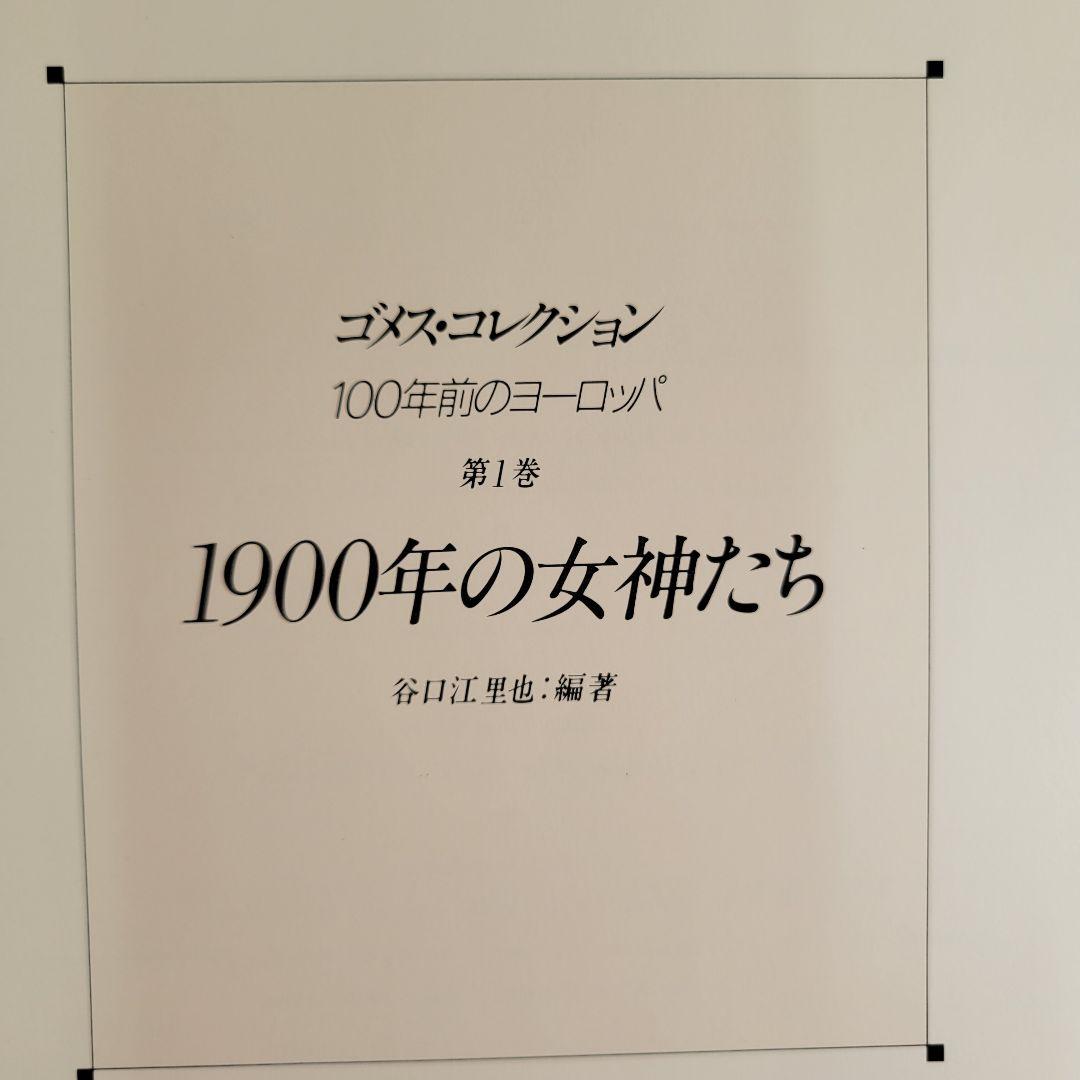 ゴメス・コレクション
100年前のヨーロッパ
第1巻
1900年の女神たち
谷口江里也:編著